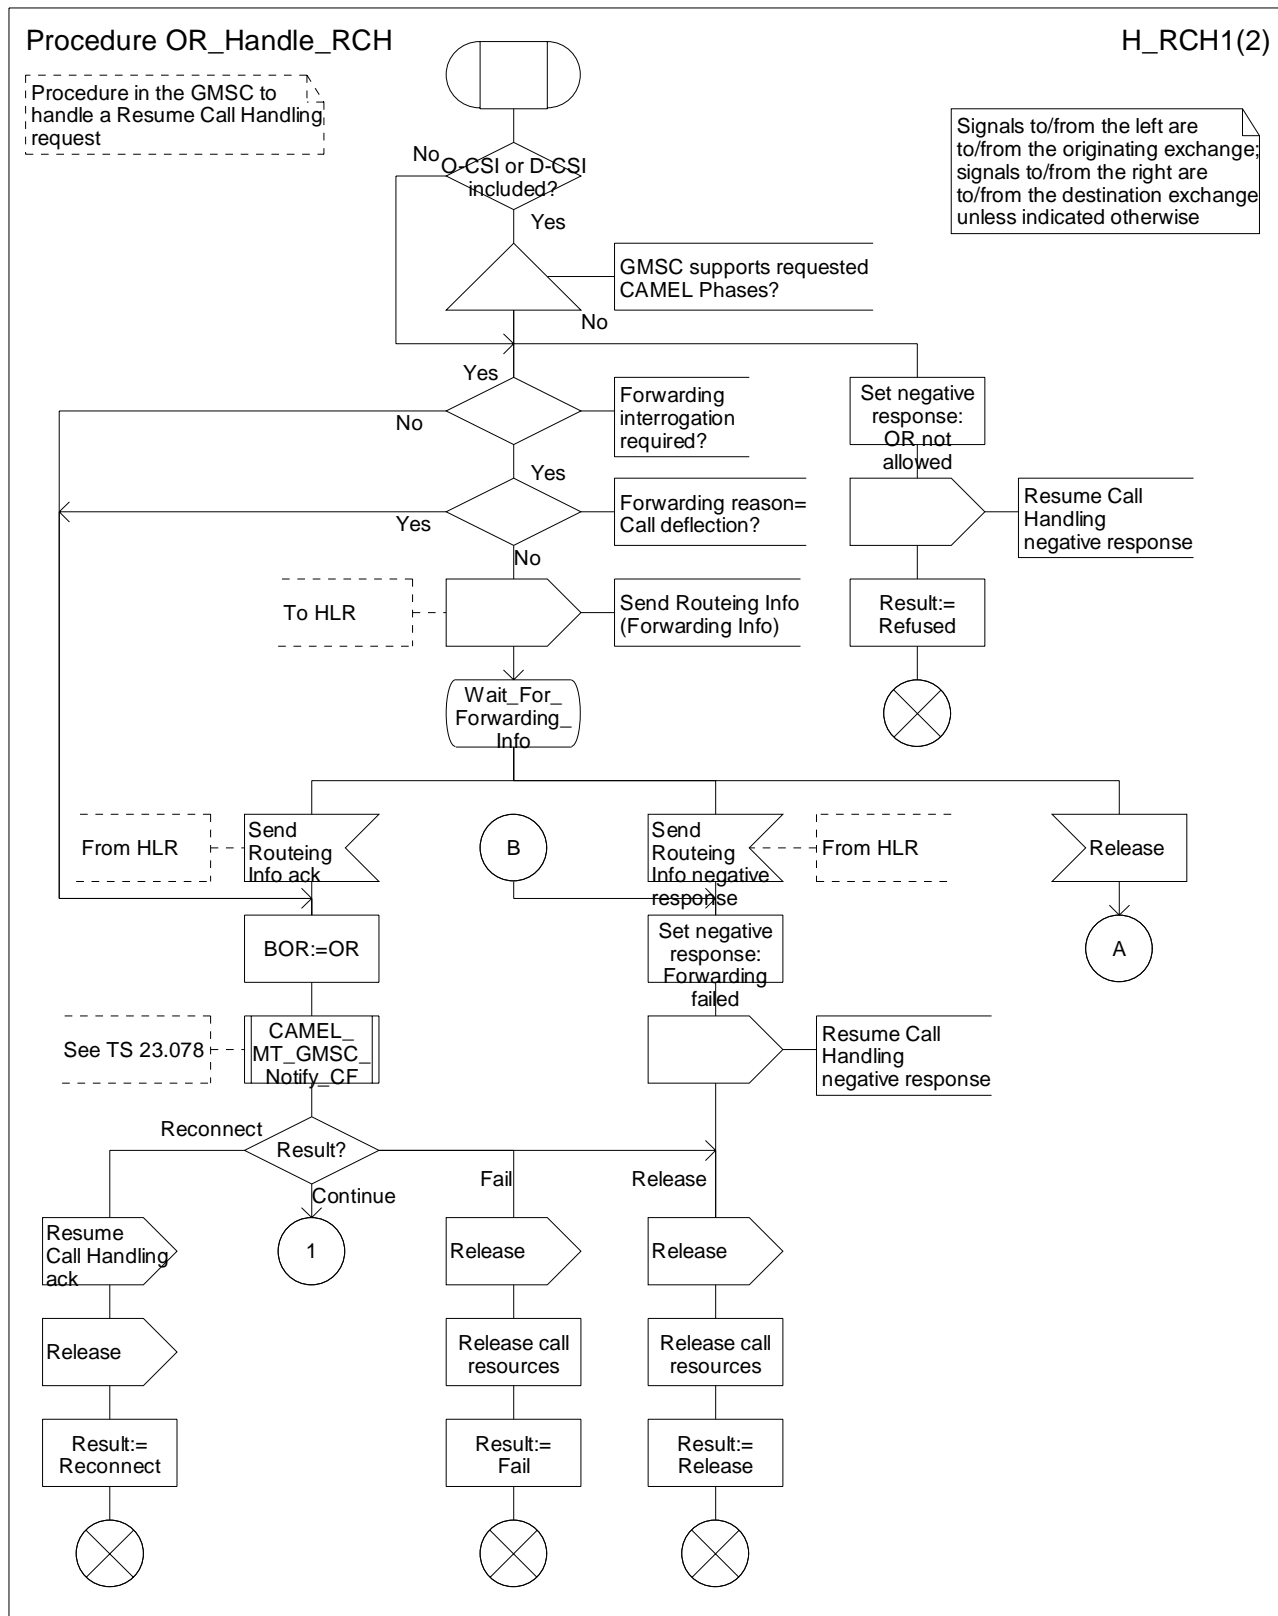 Procedure OR_Handle_RCH
H_RCH1(2)
Procedure in the GMSC to
handle a Resume Call Handling
request
Signals to/from the left are
to/from the originating exchange;
signals to/from the right are
to/from the destination exchange
unless indicated otherwise
No
O-CSI or D-CSI
included?
Yes
GMSC supports requested
CAMEL Phases?
No
Yes
Forwarding
interrogation
required?
No
Set negative
response:
OR not
allowed
Yes
Forwarding reason=
Call deflection?
Yes
No
Resume Call
Handling
negative response
To HLR
Send Routeing Info
(Forwarding Info)
Result:=
Refused
Wait_For_
Forwarding_
Info
From HLR
Send
Routeing
Info ack
B
Send
Routeing
Info negative
response
From HLR
Release
BOR:=OR
Set negative
response:
Forwarding
failed
A
See TS 23.078
CAMEL_
MT_GMSC_
Notify_CF
Resume Call
Handling
negative response
Reconnect
Result?
Continue
Fail
Release
Resume
Call Handling
ack
1
Release
Release
Release
Release call
resources
Release call
resources
Result:=
Reconnect
Result:=
Fail
Result:=
Release